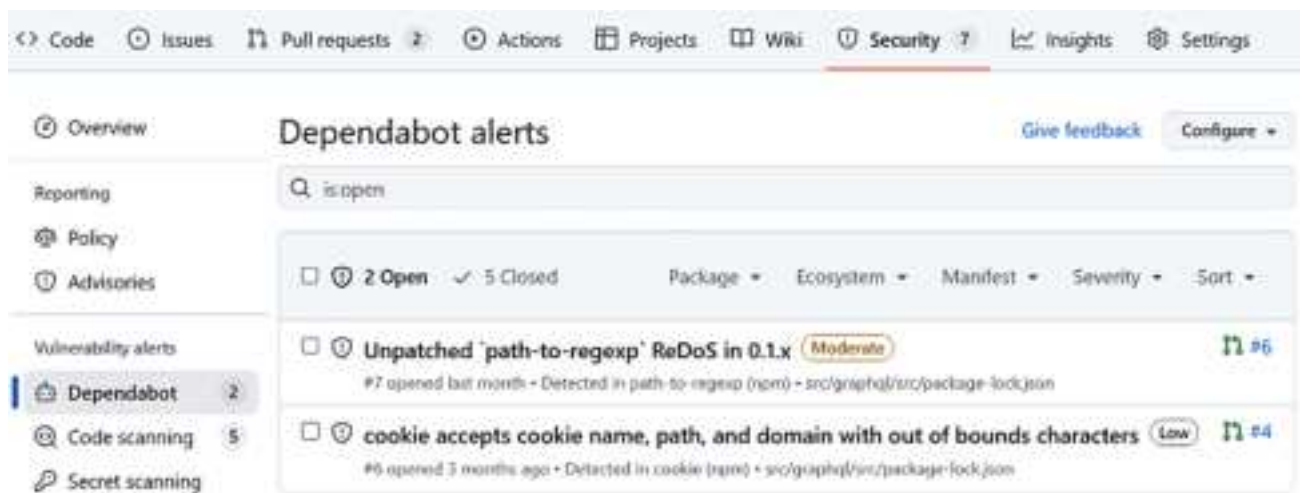 <> Code Issues Pull requests 2 Actions Projects Wiki Security 7 Insights Settings
Overview
Dependabot alerts
Give feedback Configure
Reporting
is:open
Policy
Advisories
2 Open 5 Closed Package Ecosystem Manifest Severity Sort
Vulnerability alerts
Unpatched `path-to-regexp` ReDoS in 0.1.x Moderate #6
#7 opened last month • Detected in path-to-regexp (npm) • src/graphql/src/package-lock.json
Dependabot 2
Code scanning 5
cookie accepts cookie name, path, and domain with out of bounds characters Low #4
#6 opened 3 months ago • Detected in cookie (npm) • src/graphql/src/package-lock.json
Secret scanning